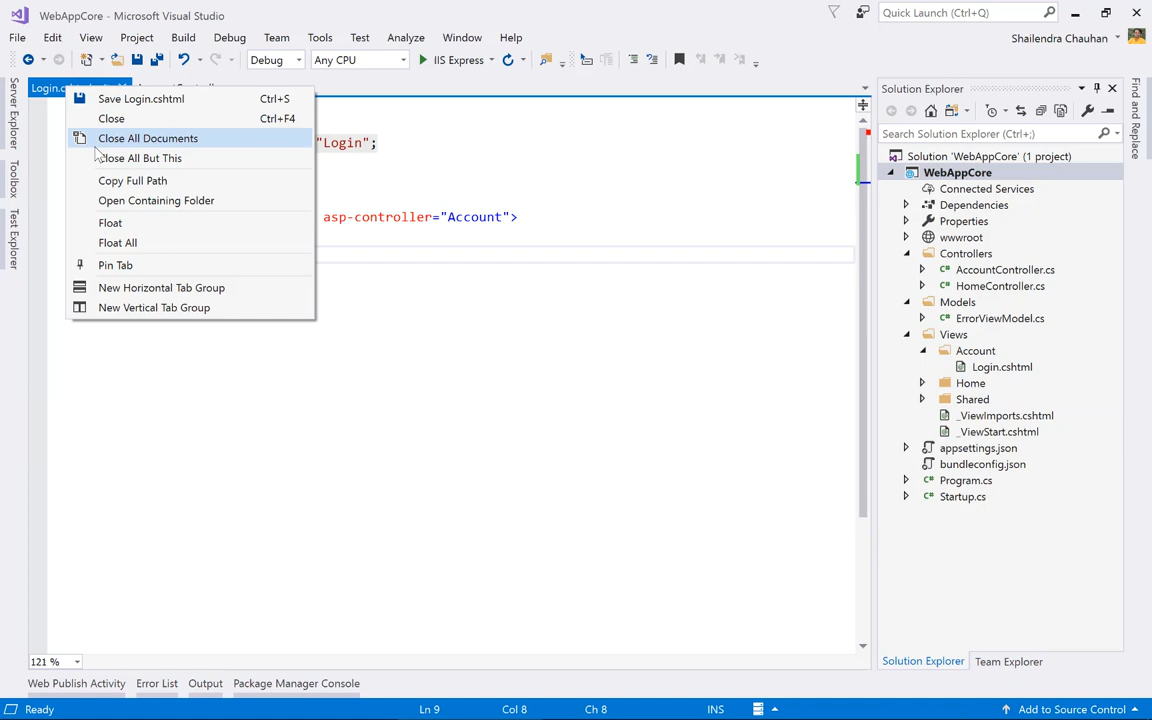 WebAppCore - Microsoft Visual Studio
Quick Launch (Ctrl+Q)
File Edit View Project Build Debug Team Tools Test Analyze Window Help
Shailendra Chauhan
Debug Any CPU IIS Express
Server Explorer
Toolbox
Test Explorer
Save Login.cshtml Ctrl+S
Close Ctrl+F4
Close All Documents
Close All But This
Copy Full Path
Open Containing Folder
Float
Float All
Pin Tab
New Horizontal Tab Group
New Vertical Tab Group
"Login";
asp-controller="Account">
121 %
Solution Explorer
Search Solution Explorer (Ctrl+;)
Solution 'WebAppCore' (1 project)
WebAppCore
Connected Services
Dependencies
Properties
wwwroot
Controllers
C# AccountController.cs
C# HomeController.cs
Models
C# ErrorViewModel.cs
Views
Account
Login.cshtml
Home
Shared
_ViewImports.cshtml
_ViewStart.cshtml
appsettings.json
bundleconfig.json
C# Program.cs
C# Startup.cs
Solution Explorer Team Explorer
Find and Replace
Web Publish Activity Error List Output Package Manager Console
Ready Ln 9 Col 8 Ch 8 INS Add to Source Control